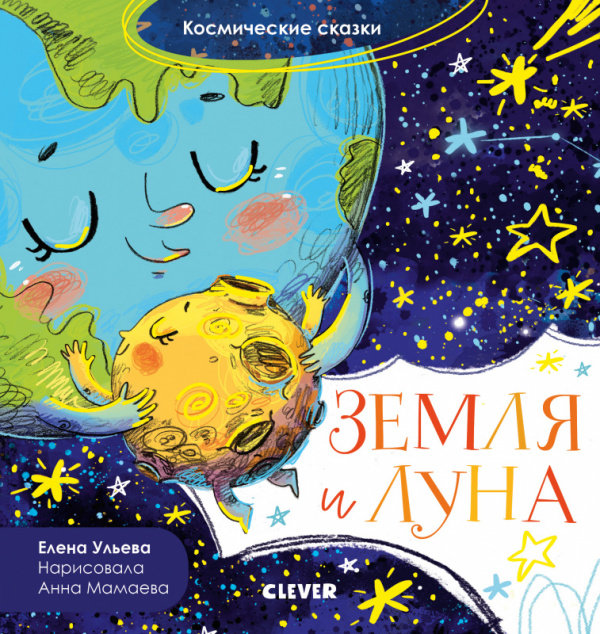 Космические сказки
ЗЕМЛЯ
и ЛУНА
Елена Ульева
Нарисовала
Анна Мамаева
CLEVER